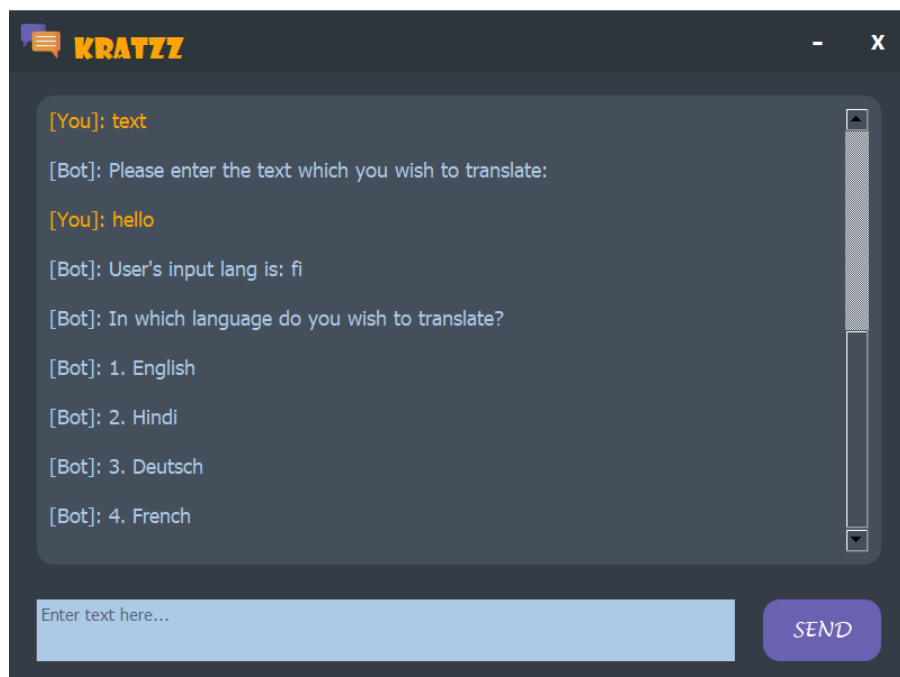 KRATZZ
- X
[You]: text
[Bot]: Please enter the text which you wish to translate:
[You]: hello
[Bot]: User's input lang is: fi
[Bot]: In which language do you wish to translate?
[Bot]: 1. English
[Bot]: 2. Hindi
[Bot]: 3. Deutsch
[Bot]: 4. French
Enter text here...
SEND